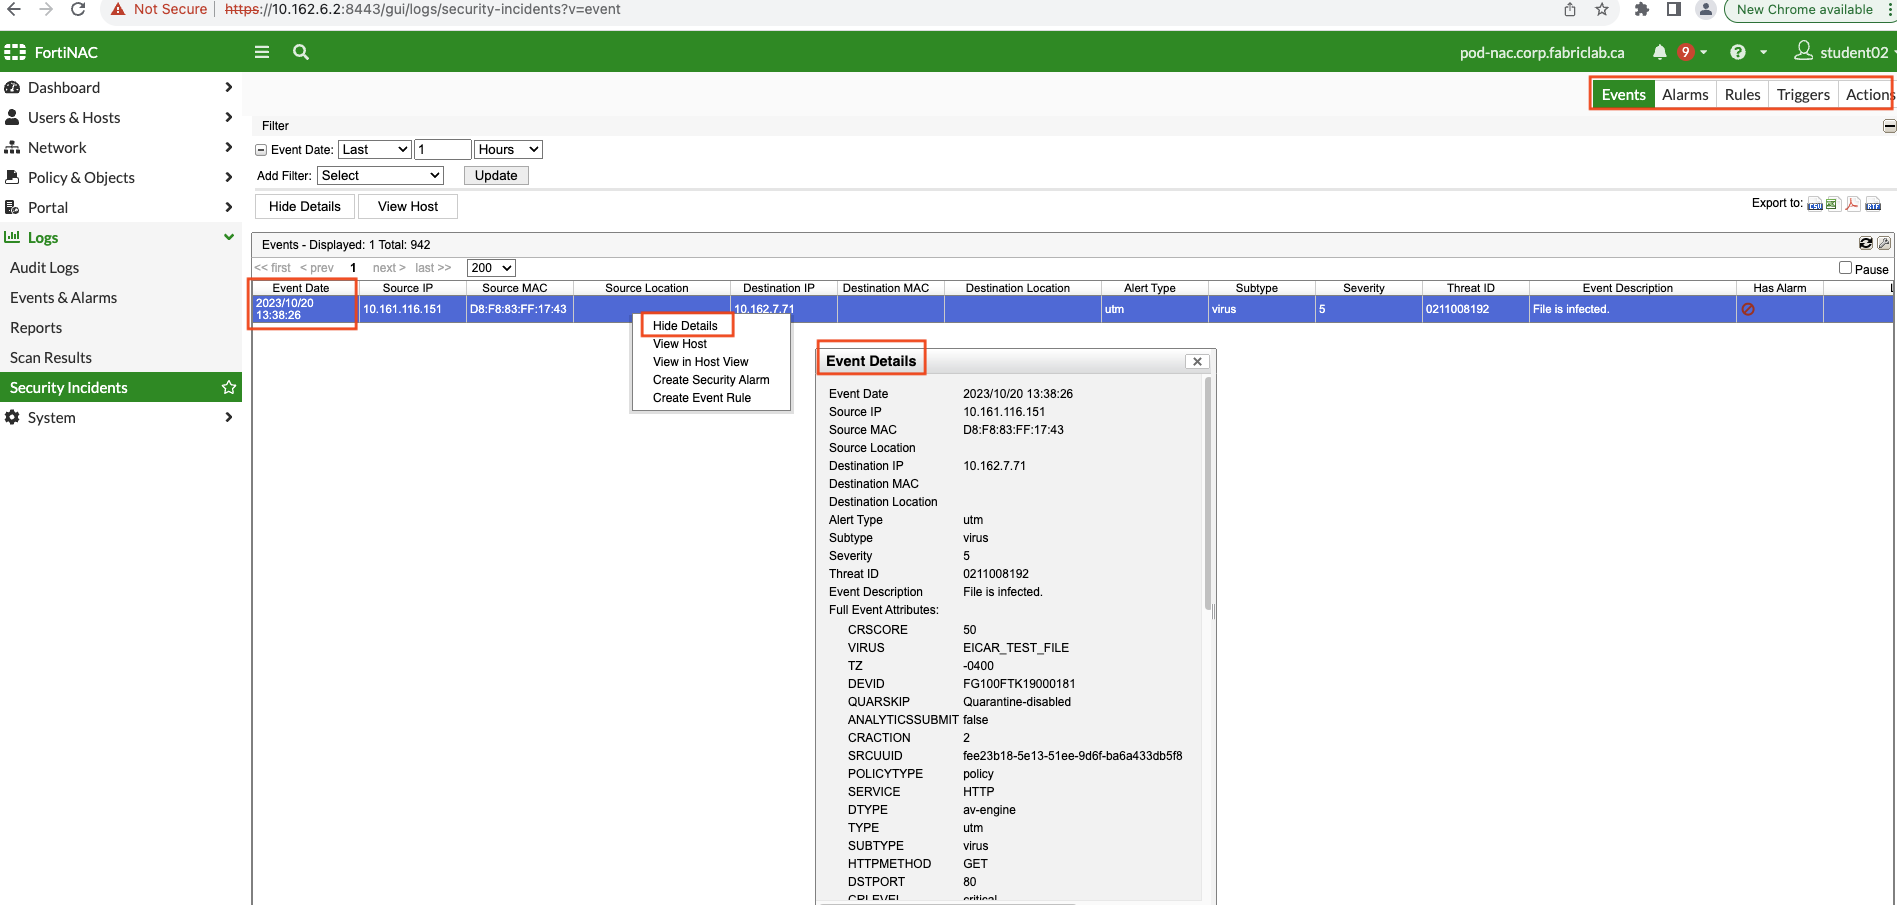 Not Secure | https://10.162.6.2:8443/gui/logs/security-incidents?v=event New Chrome available
FortiNAC pod-nac.corp.fabriclab.ca 9 ? student02
Dashboard
Users & Hosts
Network
Policy & Objects
Portal
Logs
Audit Logs
Events & Alarms
Reports
Scan Results
Security Incidents
System
Events Alarms Rules Triggers Actions
Filter
Event Date: Last 1 Hours
Add Filter: Select Update
Hide Details View Host
Export to: CSV RTF
Events - Displayed: 1 Total: 942
<< first < prev 1 next > last >> 200
Pause
Event Date Source IP Source MAC Source Location Destination IP Destination MAC Destination Location Alert Type Subtype Severity Threat ID Event Description Has Alarm
2023/10/20
13:38:26 10.161.116.151 D8:F8:83:FF:17:43 10.162.7.71 utm virus 5 0211008192 File is infected.
Hide Details
View Host
View in Host View
Create Security Alarm
Create Event Rule
Event Details
Event Date 2023/10/20 13:38:26
Source IP 10.161.116.151
Source MAC D8:F8:83:FF:17:43
Source Location
Destination IP 10.162.7.71
Destination MAC
Destination Location
Alert Type utm
Subtype virus
Severity 5
Threat ID 0211008192
Event Description File is infected.
Full Event Attributes:
CRSCORE 50
VIRUS EICAR_TEST_FILE
TZ -0400
DEVID FG100FTK19000181
QUARSKIP Quarantine-disabled
ANALYTICSSUBMIT false
CRACTION 2
SRCUUID fee23b18-5e13-51ee-9d6f-ba6a433db5f8
POLICYTYPE policy
SERVICE HTTP
DTYPE av-engine
TYPE utm
SUBTYPE virus
HTTPMETHOD GET
DSTPORT 80
CRLEVEL critical